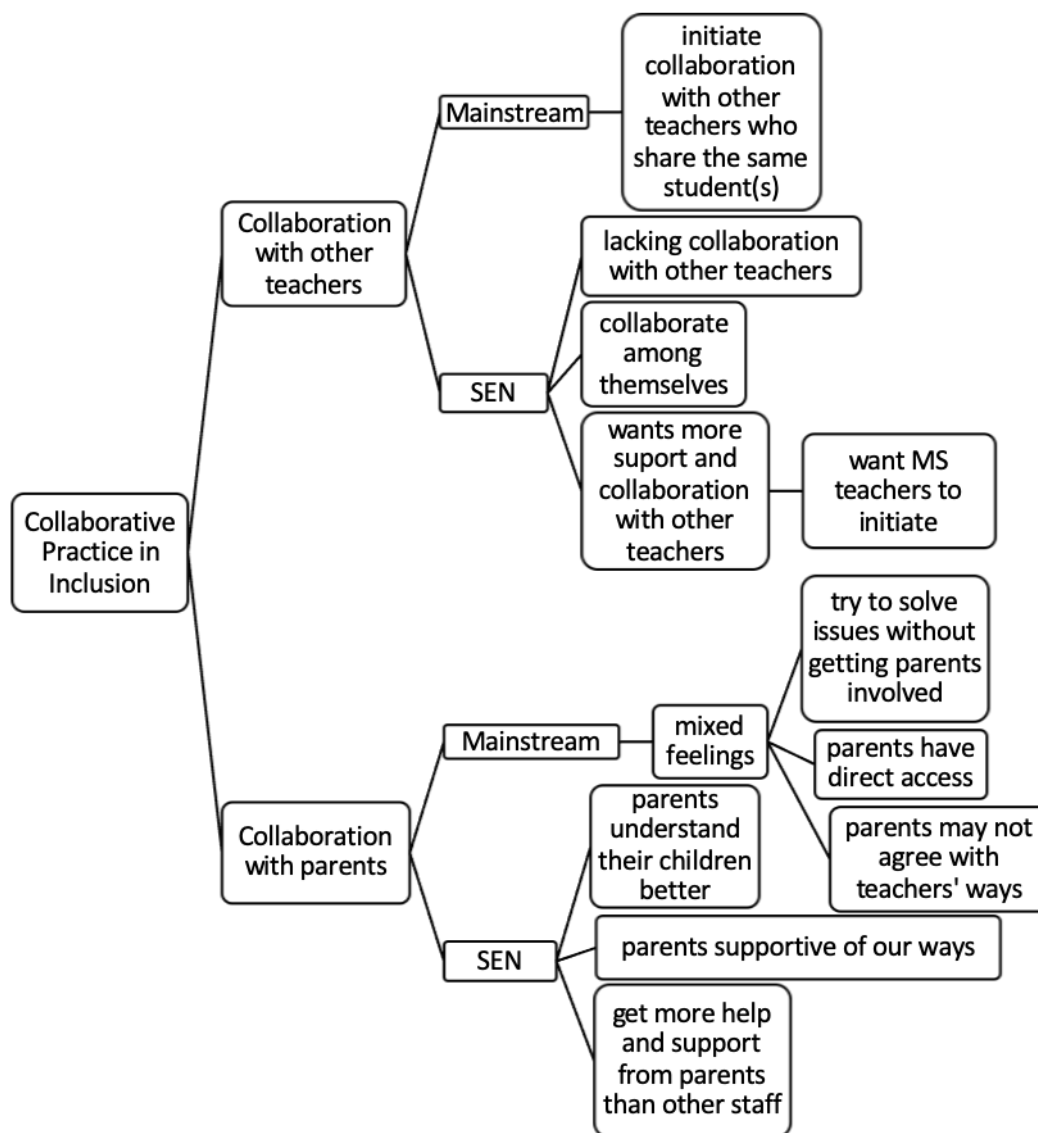 initiate
collaboration
with other
teachers who
share the same
student(s)
Mainstream
Collaboration
with other
teachers
lacking collaboration
with other teachers
collaborate
among
themselves
SEN
wants more
suport and
collaboration
with other
teachers
want MS
teachers to
initiate
Collaborative
Practice in
Inclusion
try to solve
issues without
getting parents
involved
Mainstream
mixed
feelings
parents have
direct access
parents may not
agree with
teachers' ways
Collaboration
with parents
parents
understand
their children
better
SEN
parents supportive of our ways
get more help
and support
from parents
than other staff